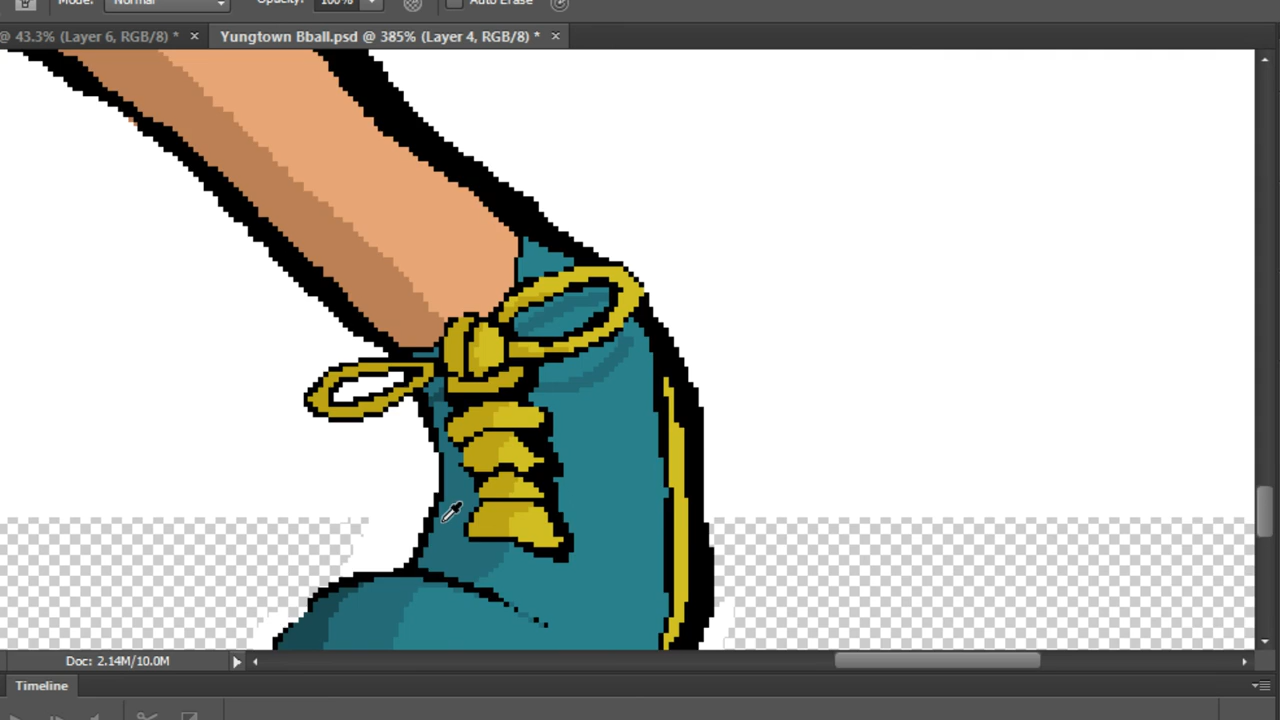 Mode: Normal Opacity: 100% Auto Erase
@ 43.3% (Layer 6, RGB/8) * × Yungtown Bball.psd @ 385% (Layer 4, RGB/8) * ×
Doc: 2.14M/10.0M
Timeline